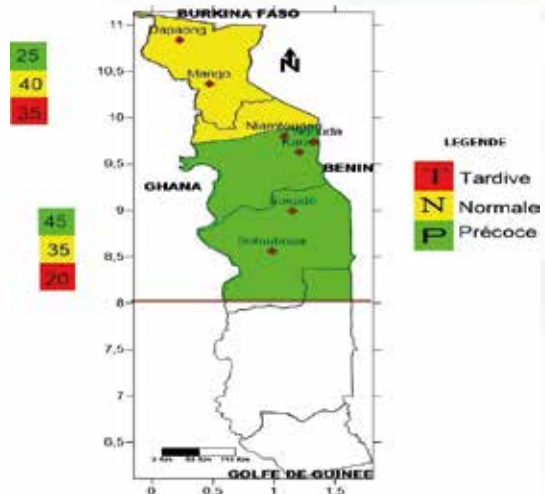 BURKINA FASO
11
Dapaong
10,5
Mango
10
Niamtougou
Kara
9,5
BENIN
GHANA
9
8,5
8
7,5
7
6,5
GOLFE DE GUINEE
0
0.5
1
1.5
N
25
40
35
45
35
20
LEGENDE
T Tardive
N Normale
P Précoce